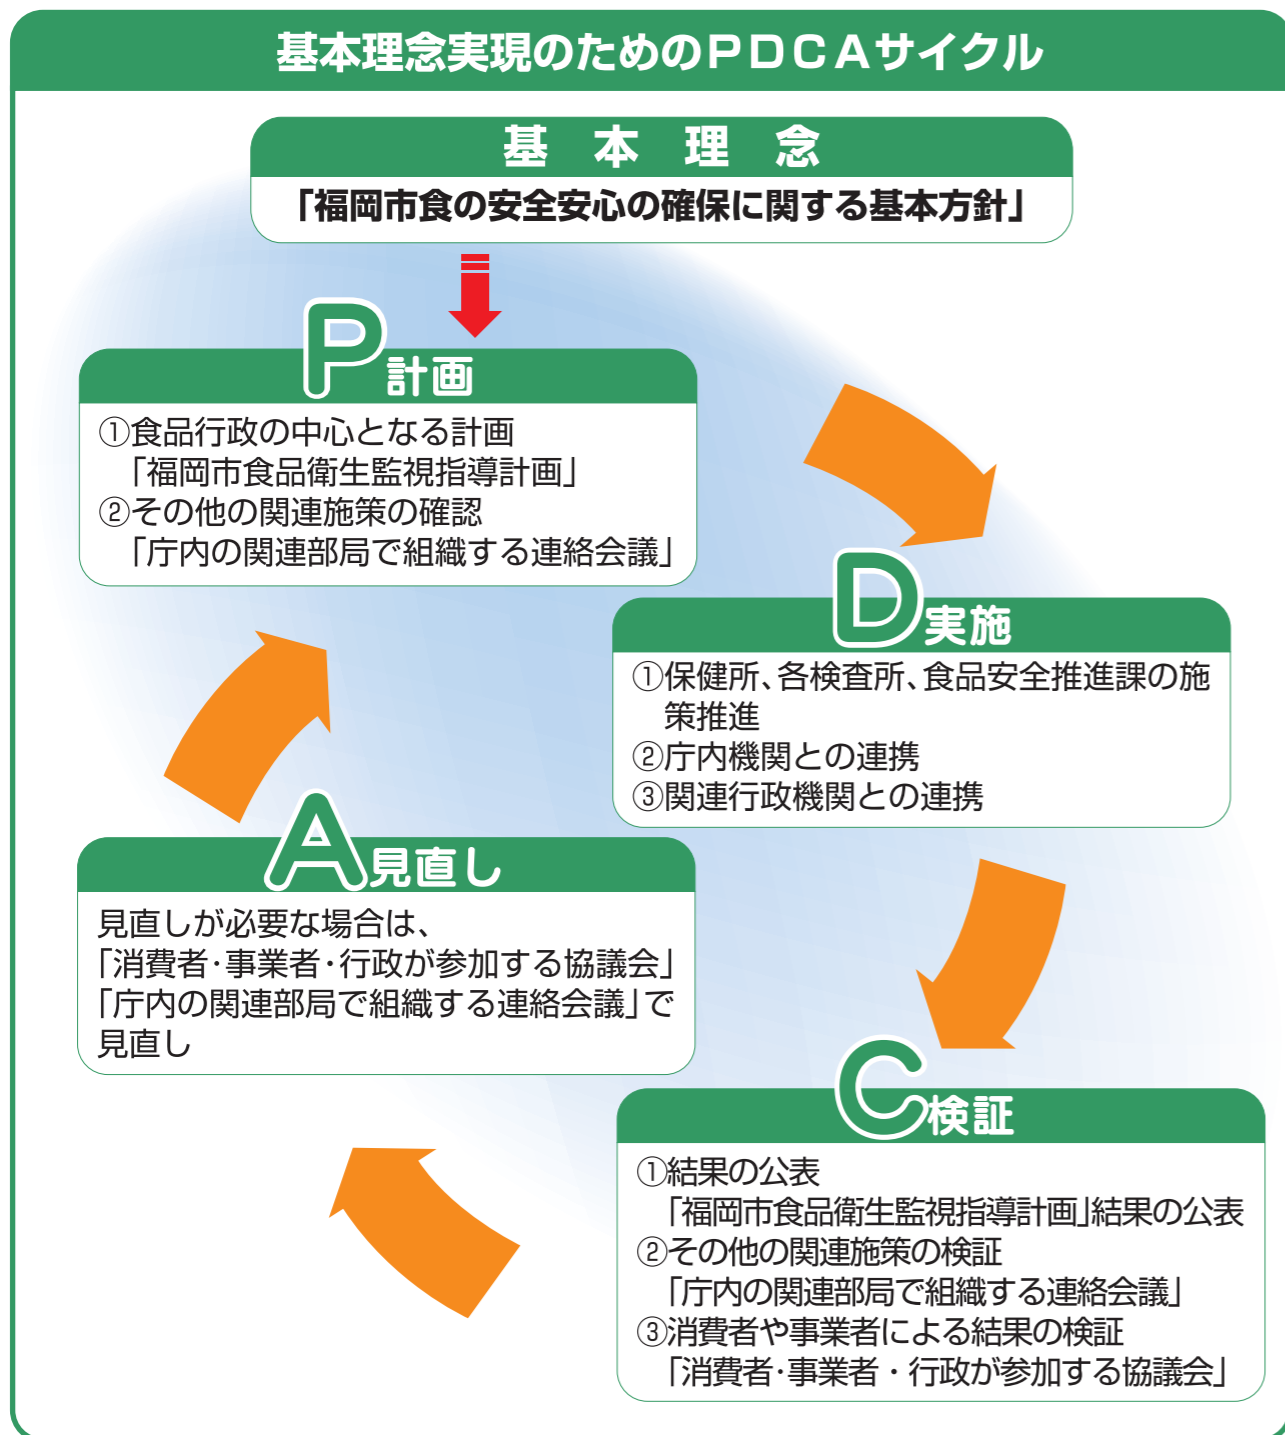 基本理念実現のためのPDCAサイクル
基本理念
「福岡市食の安全安心の確保に関する基本方針」
P計画
①食品行政の中心となる計画
「福岡市食品衛生監視指導計画」
②その他の関連施策の確認
「庁内の関連部局で組織する連絡会議」
D実施
①保健所、各検査所、食品安全推進課の施
策推進
②庁内機関との連携
③関連行政機関との連携
C検証
①結果の公表
「福岡市食品衛生監視指導計画」結果の公表
②その他の関連施策の検証
「庁内の関連部局で組織する連絡会議」
③消費者や事業者による結果の検証
「消費者・事業者・行政が参加する協議会」
A見直し
見直しが必要な場合は、
「消費者・事業者・行政が参加する協議会」
「庁内の関連部局で組織する連絡会議」で
見直し